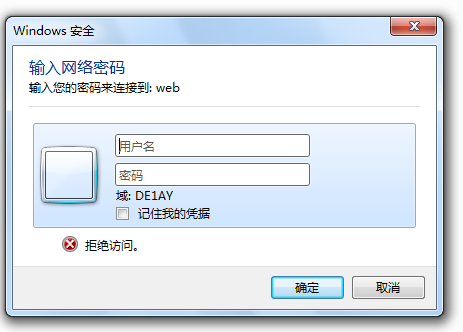 Windows 安全
输入网络密码
输入您的密码来连接到: web
用户名
密码
域: DE1AY
记住我的凭据
拒绝访问。
确定
取消